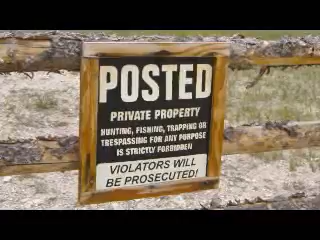 POSTED
PRIVATE PROPERTY
HUNTING, FISHING, TRAPPING OR
TRESPASSING FOR ANY PURPOSE
IS STRICTLY FORBIDDEN
VIOLATORS WILL
BE PROSECUTED!